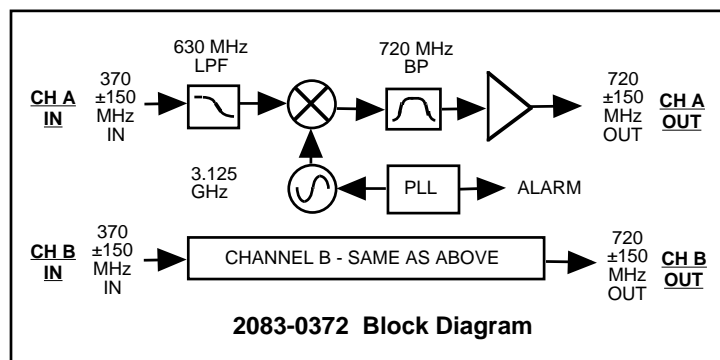 630 MHz
LPF
720 MHz
BP
CH A
IN
370
±150
MHz
IN
720
±150
MHz
OUT
CH A
OUT
3.125
GHz
PLL
ALARM
CH B
IN
370
±150
MHz
IN
CHANNEL B - SAME AS ABOVE
720
±150
MHz
OUT
CH B
OUT
2083-0372 Block Diagram